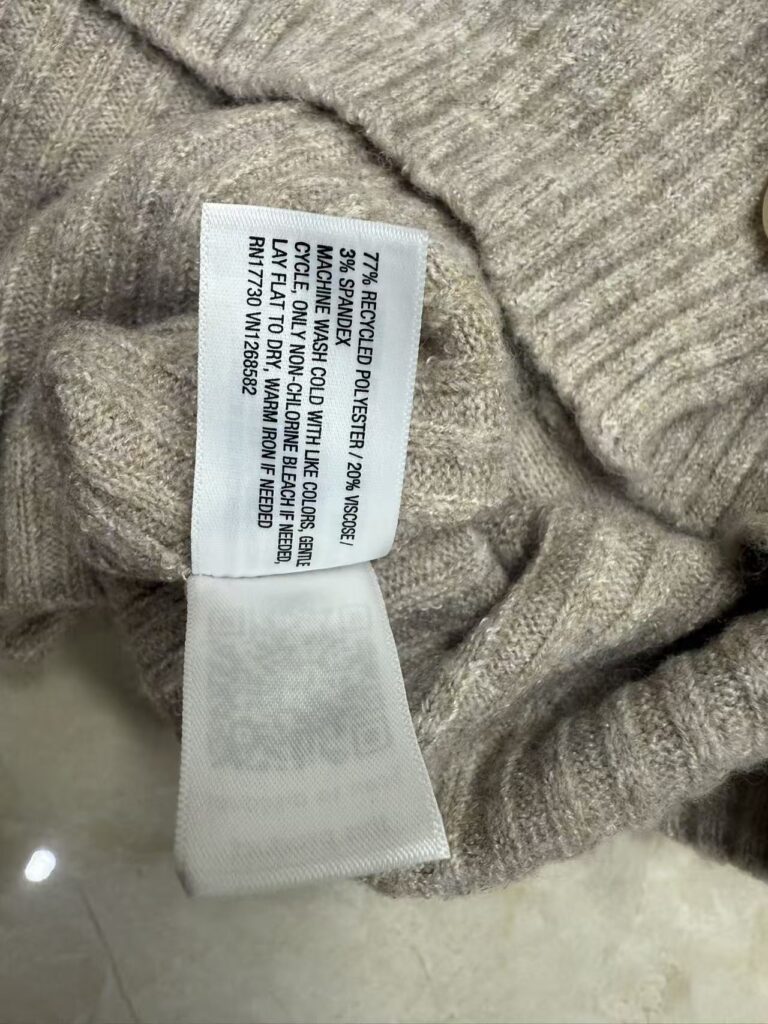 77% RECYCLED POLYESTER / 20% VISCOSE /
3% SPANDEX
MACHINE WASH COLD WITH LIKE COLORS, GENTLE
CYCLE, ONLY NON-CHLORINE BLEACH IF NEEDED,
LAY FLAT TO DRY, WARM IRON IF NEEDED
RN17730 VN1268582